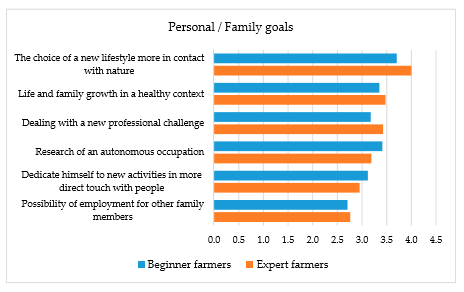 Personal / Family goals
The choice of a new lifestyle more in contact
with nature
Life and family growth in a healthy context
Dealing with a new professional challenge
Research of an autonomous occupation
Dedicate himself to new activities in more
direct touch with people
Possibility of employment for other family
members
0.0 0.5 1.0 1.5 2.0 2.5 3.0 3.5 4.0 4.5
Beginner farmers Expert farmers